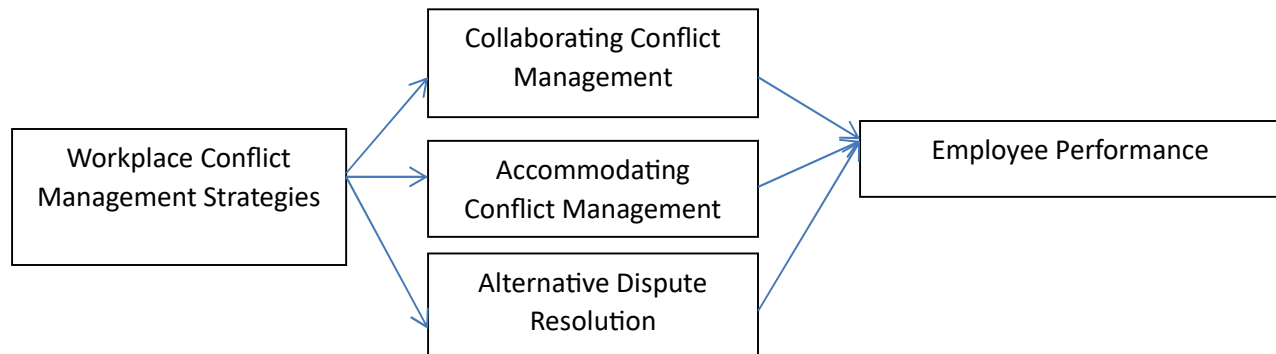 Workplace Conflict
Management Strategies
Collaborating Conflict
Management
Accommodating
Conflict Management
Alternative Dispute
Resolution
Employee Performance